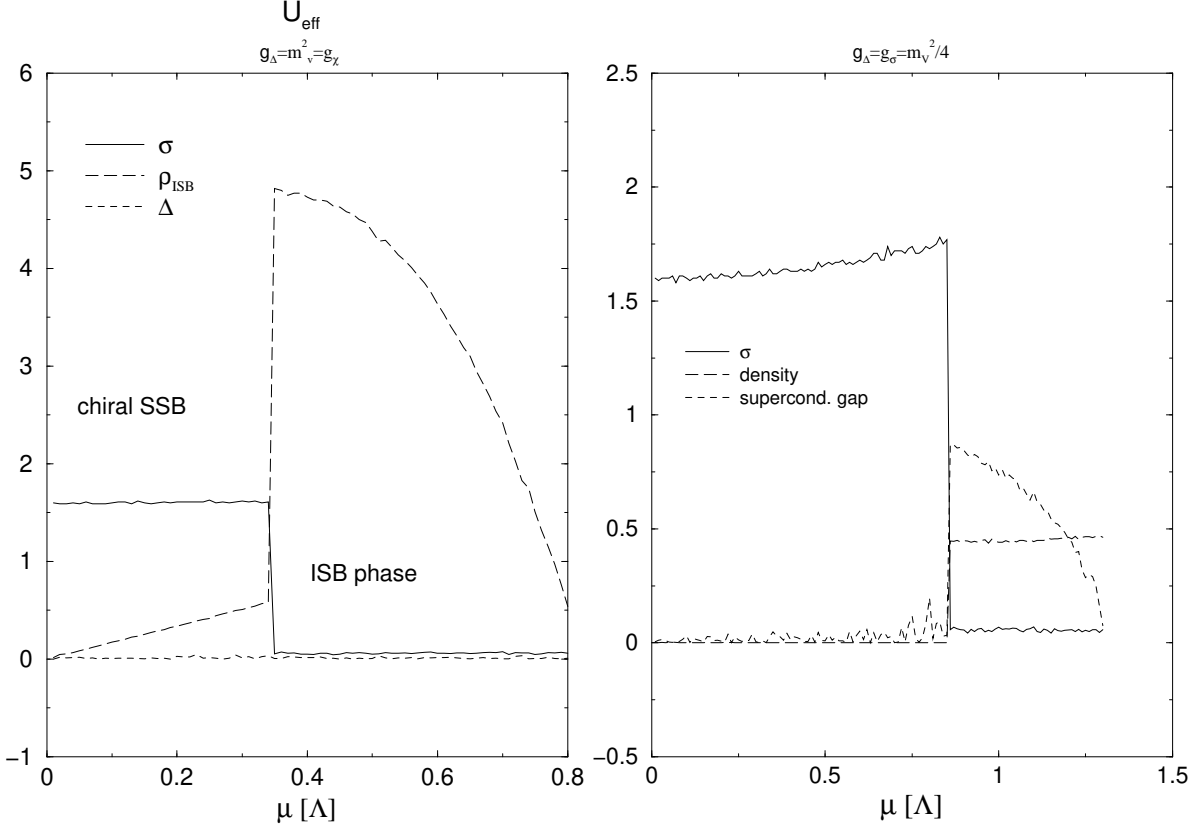 U_eff
g_Δ=m²_v=g_χ
6
5
4
3
2
1
0
−1
σ
ρ_ISB
Δ
chiral SSB
ISB phase
0
0.2
0.4
0.6
0.8
μ [Λ]
g_Δ=g_σ=m_V²/4
2.5
2
1.5
1
0.5
0
−0.5
σ
density
supercond. gap
0
0.5
1
1.5
μ [Λ]